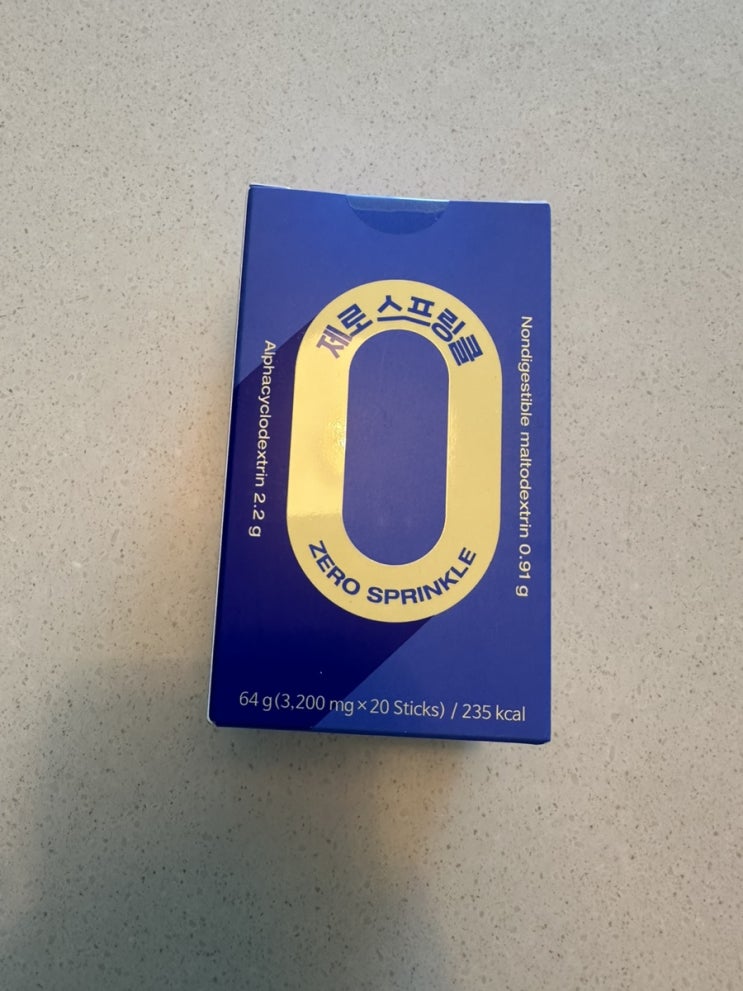 제로 스프링클
Alphacyclodextrin 2.2 g
Nondigestible maltodextrin 0.91 g
ZERO SPRINKLE
64 g(3,200 mg×20 Sticks) / 235 kcal